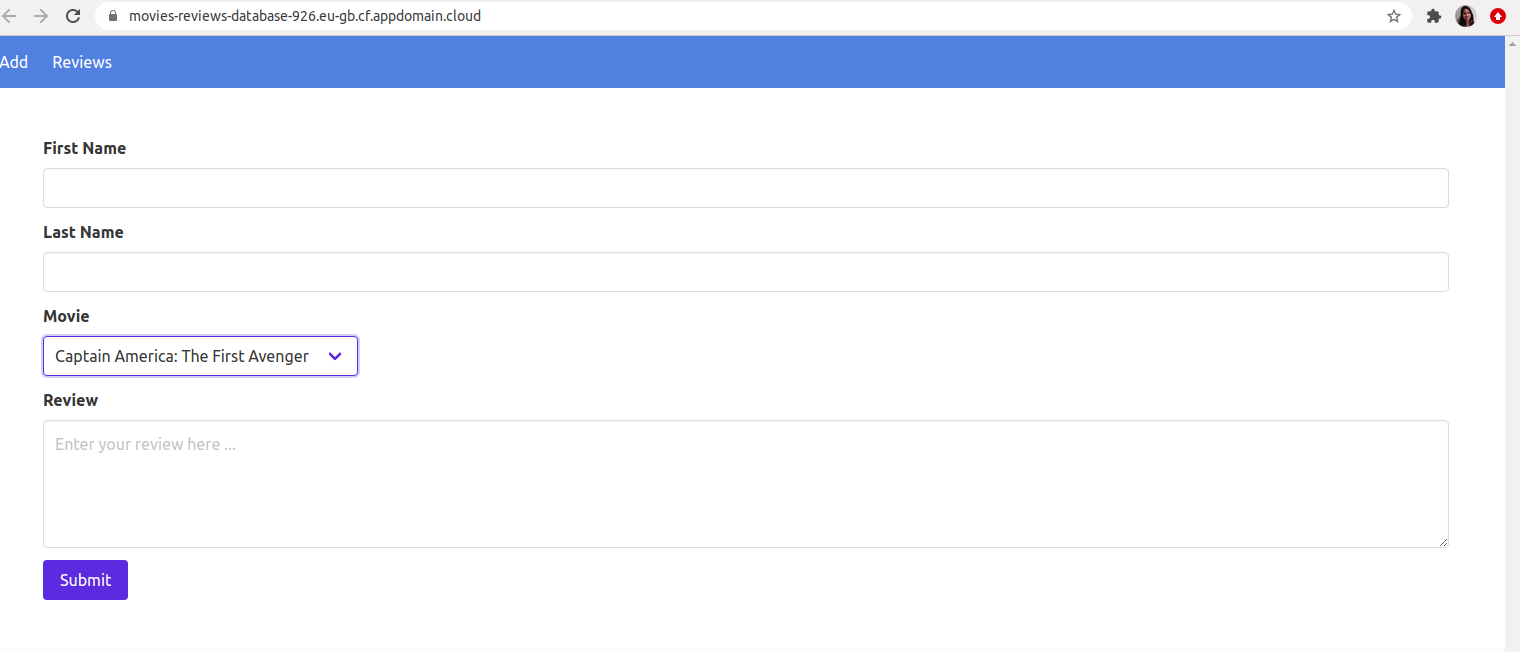 movies-reviews-database-926.eu-gb.cf.appdomain.cloud
Add Reviews
First Name
Last Name
Movie
Captain America: The First Avenger
Review
Enter your review here ...
Submit